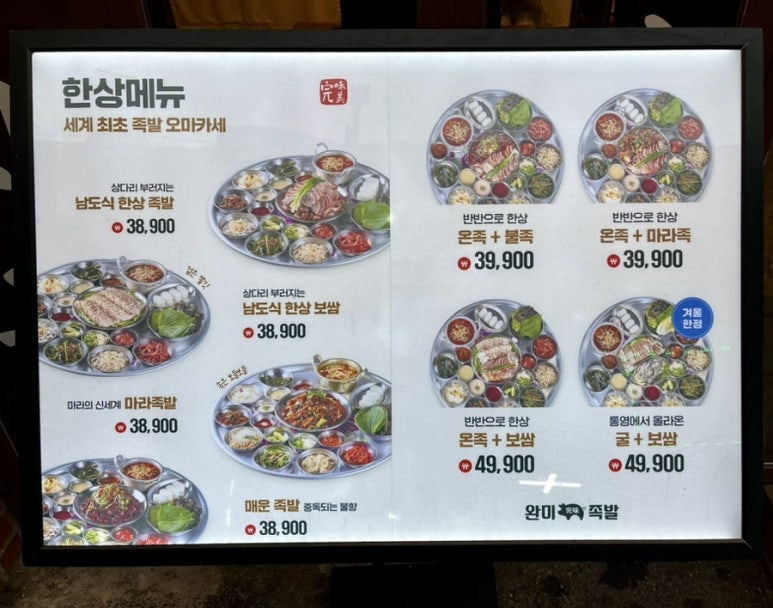 한상메뉴
세계 최초 족발 오마카세
完味
美
상다리 부러지는
남도식 한상 족발
₩ 38,900
상다리 부러지는
남도식 한상 보쌈
₩ 38,900
마라의 신세계 마라족발
₩ 38,900
매운 족발 중독되는 불향
₩ 38,900
반반으로 한상
온족 + 불족
₩ 39,900
반반으로 한상
온족 + 마라족
₩ 39,900
반반으로 한상
온족 + 보쌈
₩ 49,900
겨울
한정
통영에서 올라온
굴 + 보쌈
₩ 49,900
완미 족발